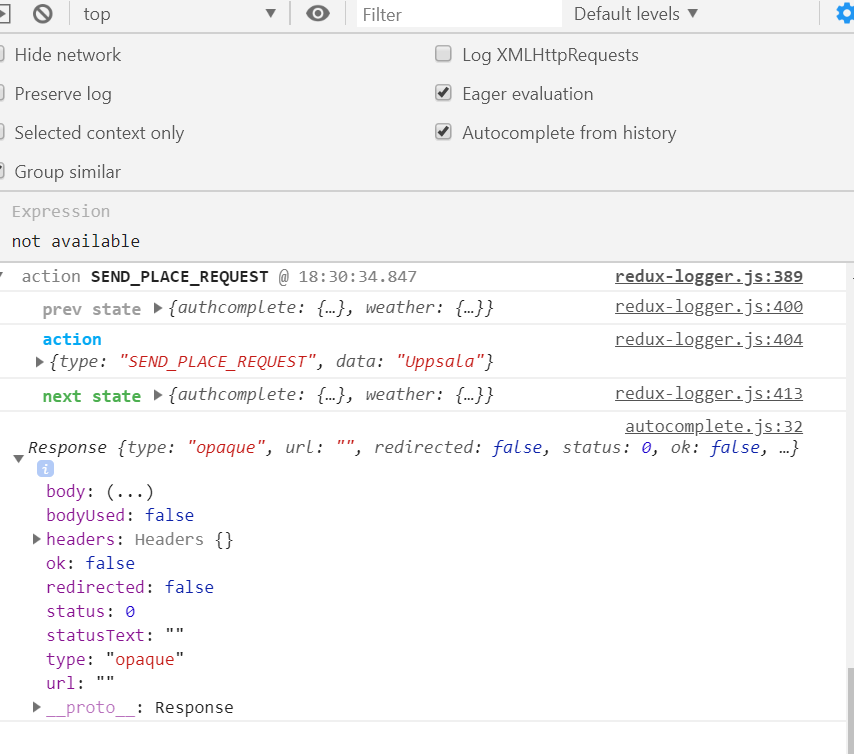 top Filter Default levels
Hide network Log XMLHttpRequests
Preserve log Eager evaluation
Selected context only Autocomplete from history
Group similar
Expression
not available
action SEND_PLACE_REQUEST @ 18:30:34.847 redux-logger.js:389
prev state {authcomplete: {…}, weather: {…}} redux-logger.js:400
action redux-logger.js:404
{type: "SEND_PLACE_REQUEST", data: "Uppsala"}
next state {authcomplete: {…}, weather: {…}} redux-logger.js:413
autocomplete.js:32
Response {type: "opaque", url: "", redirected: false, status: 0, ok: false, …}
i
body: (...)
bodyUsed: false
headers: Headers {}
ok: false
redirected: false
status: 0
statusText: ""
type: "opaque"
url: ""
__proto__: Response